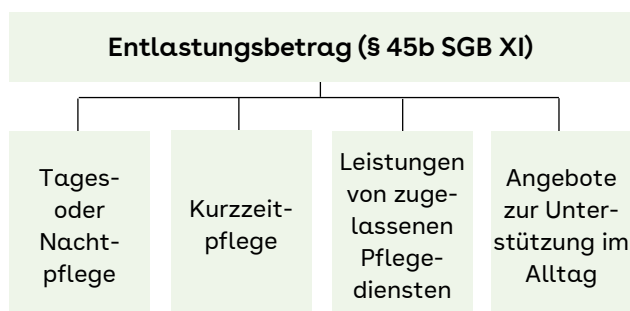 Entlastungsbetrag (§ 45b SGB XI)
Tages-
oder
Nacht-
pflege
Kurzzeit-
pflege
Leistungen
von zuge-
lassenen
Pflege-
diensten
Angebote
zur Unter-
stützung im
Alltag